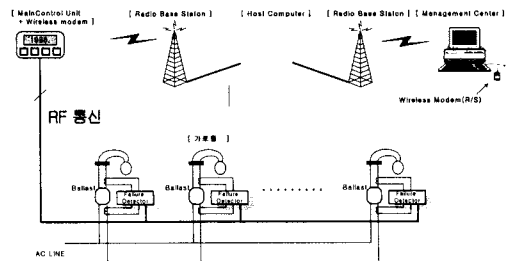 [ MainControl Unit
+ Wireless modem ]
[ Radio Base Staion ]
[ Host Computer ]
[ Radio Base Staion ]
[ Management Center ]
Wireless Modem(R/S)
RF 통신
[ 가로등 ]
Ballast
Failure
Detector
Ballast
Failure
Detector
Ballast
Failure
Detector
AC LINE